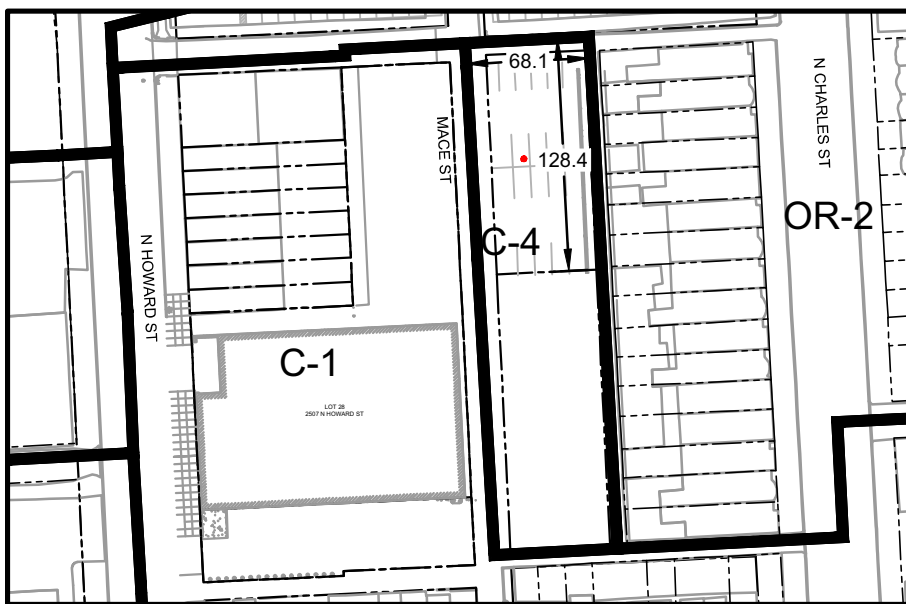 68.1
128.4
MACE ST
N CHARLES ST
OR-2
C-4
N HOWARD ST
C-1
LOT 28
2507 N HOWARD ST